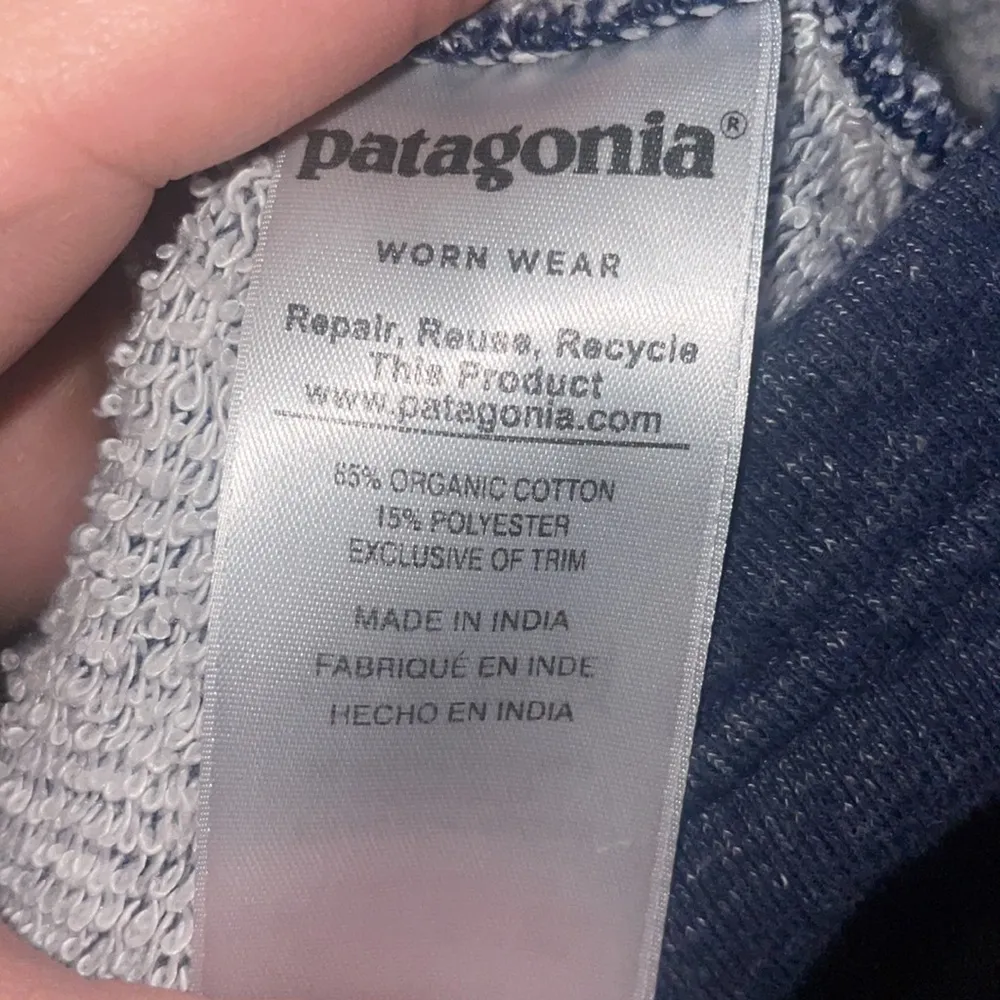 patagonia®
WORN WEAR
Repair, Reuse, Recycle
This Product
www.patagonia.com
85% ORGANIC COTTON
15% POLYESTER
EXCLUSIVE OF TRIM
MADE IN INDIA
FABRIQUÉ EN INDE
HECHO EN INDIA